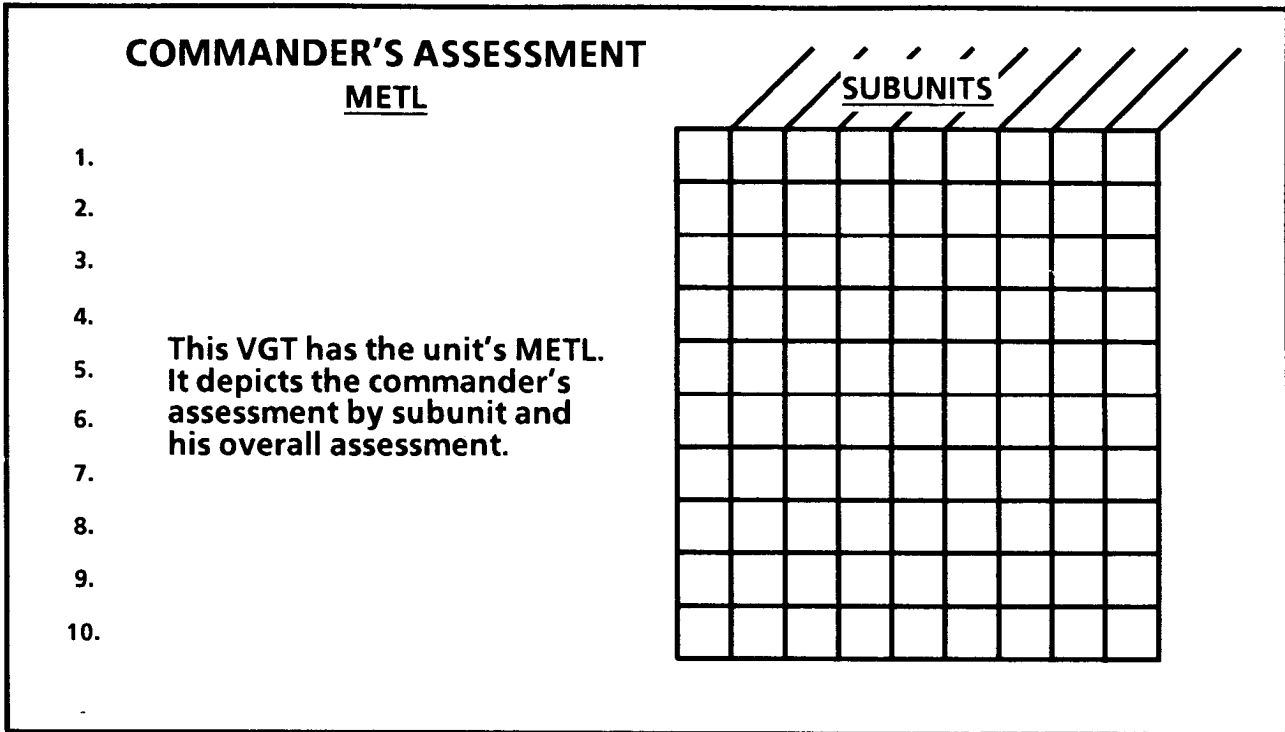 COMMANDER'S ASSESSMENT
METL
SUBUNITS
1.
2.
3.
4.
5.
6.
7.
8.
9.
10.
This VGT has the unit's METL.
It depicts the commander's
assessment by subunit and
his overall assessment.